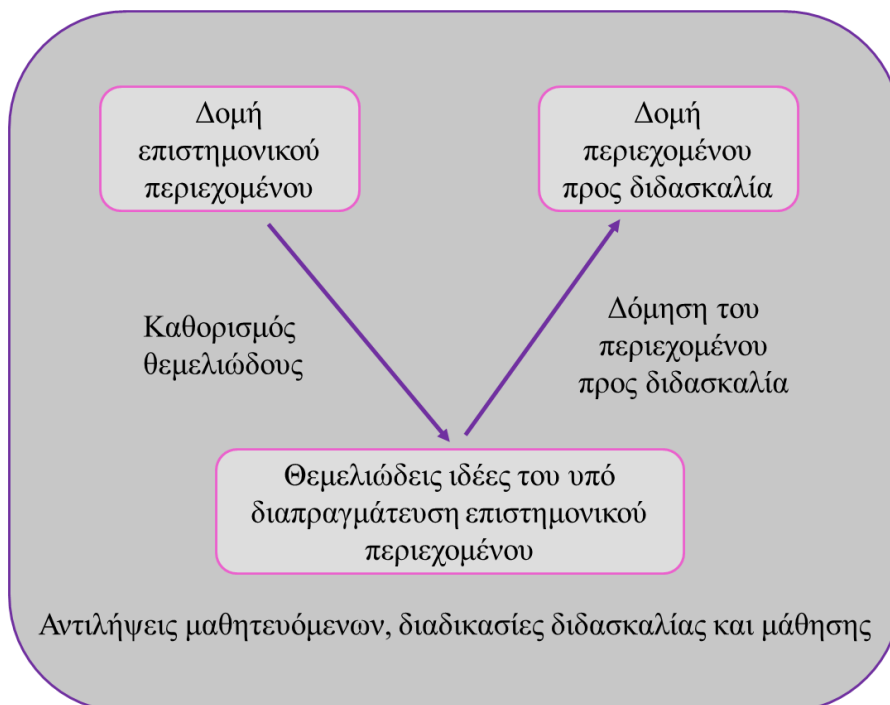 Δομή
επιστημονικού
περιεχομένου
Δομή
περιεχομένου
προς διδασκαλία
Καθορισμός
θεμελιώδους
Δόμηση του
περιεχομένου
προς διδασκαλία
Θεμελιώδεις ιδέες του υπό
διαπραγμάτευση επιστημονικού
περιεχομένου
Αντιλήψεις μαθητευόμενων, διαδικασίες διδασκαλίας και μάθησης